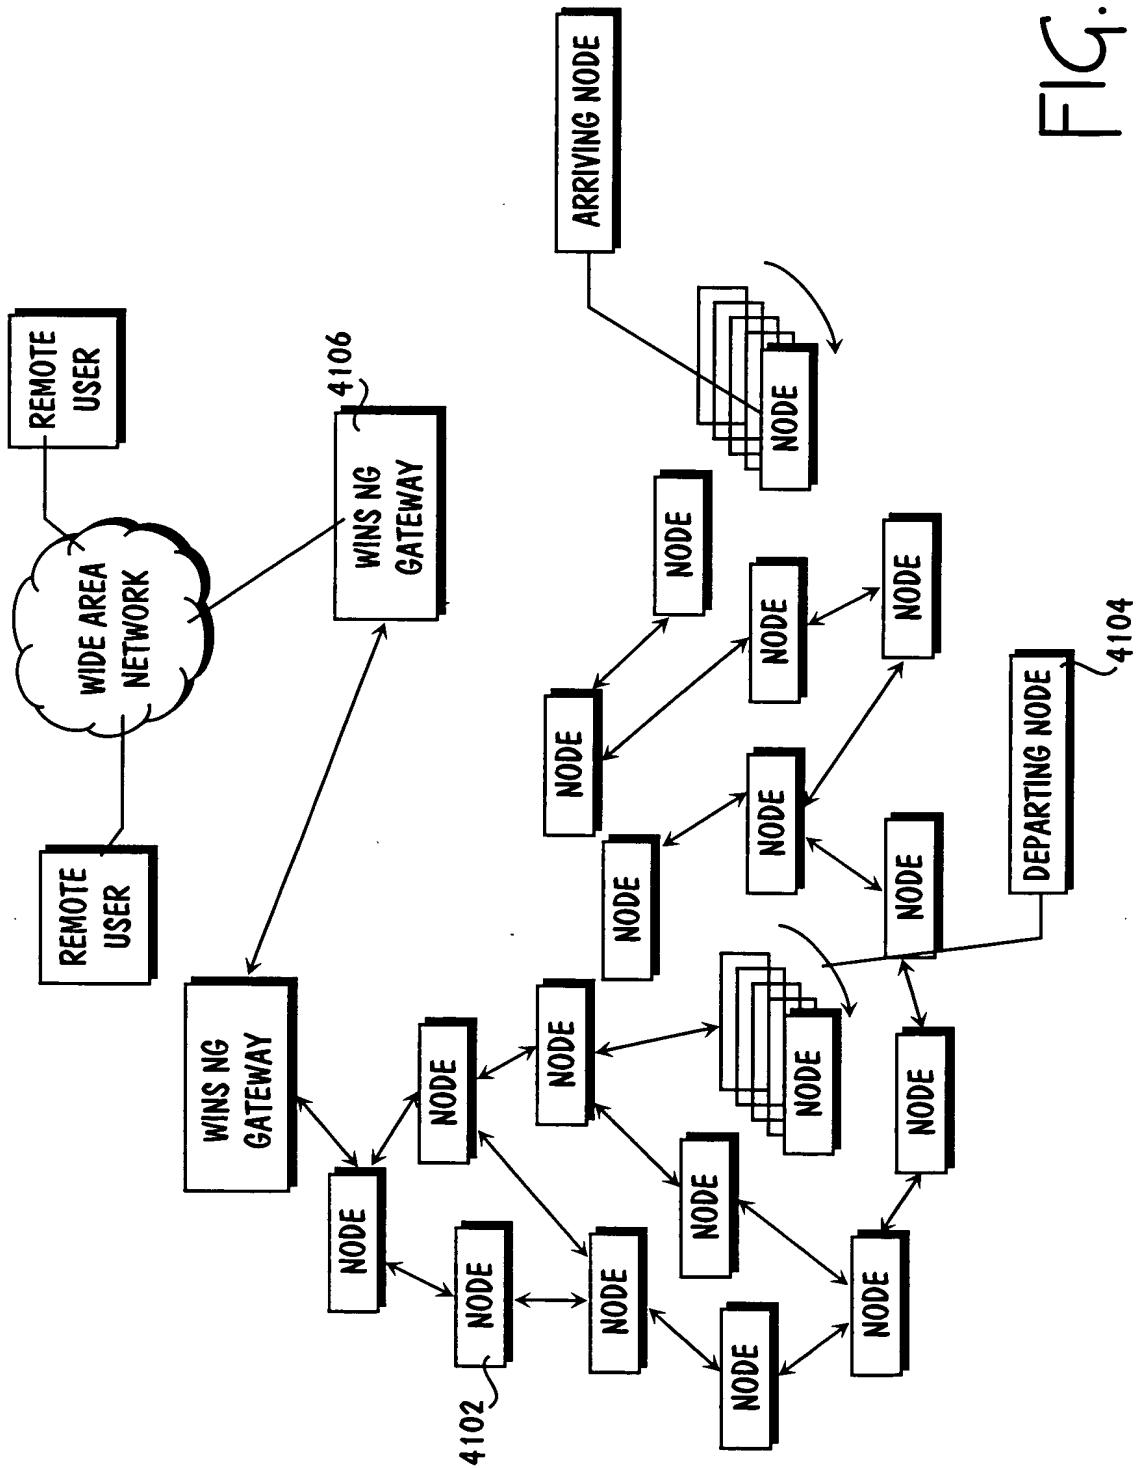 REMOTE
USER
REMOTE
USER
WIDE AREA
NETWORK
WINS NG
GATEWAY
4106
WINS NG
GATEWAY
NODE
NODE
4102
NODE
NODE
NODE
ARRIVING NODE
NODE
NODE
NODE
NODE
NODE
NODE
NODE
NODE
NODE
NODE
NODE
NODE
NODE
DEPARTING NODE
4104
FIG.